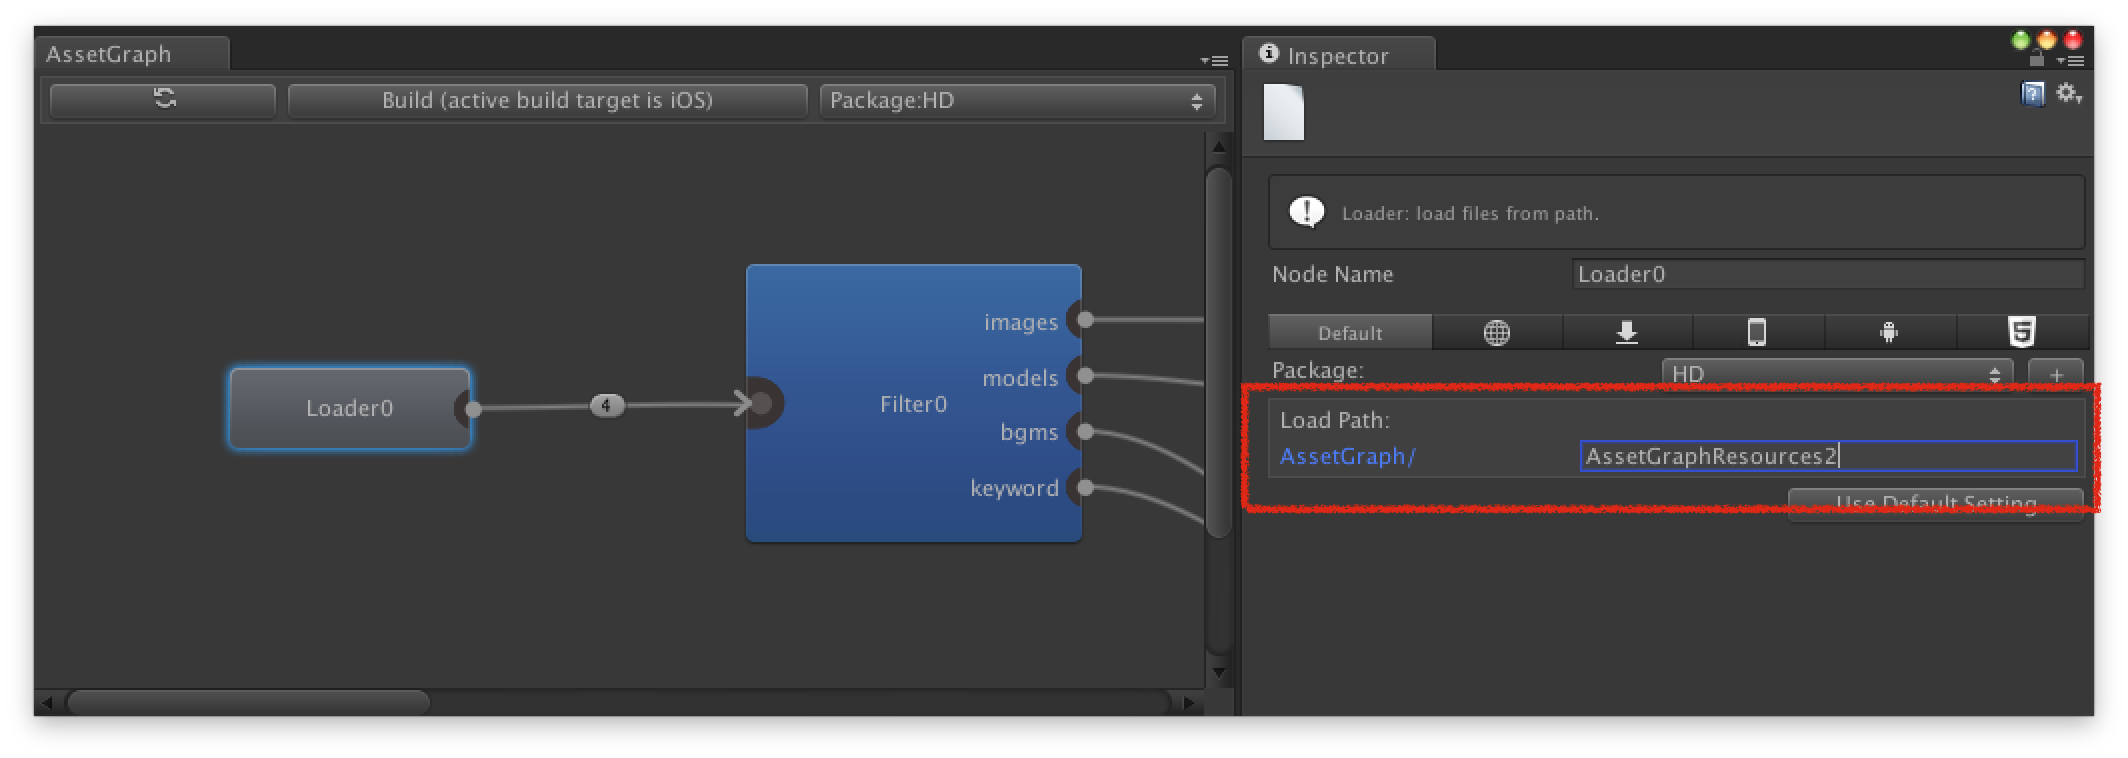 AssetGraph
Build (active build target is iOS)
Package:HD
Loader0
4
Filter0
images
models
bgms
keyword
Inspector
Loader: load files from path.
Node Name
Loader0
Default
5
Package:
HD
+
Load Path:
AssetGraph/
AssetGraphResources2
Use Default Setting